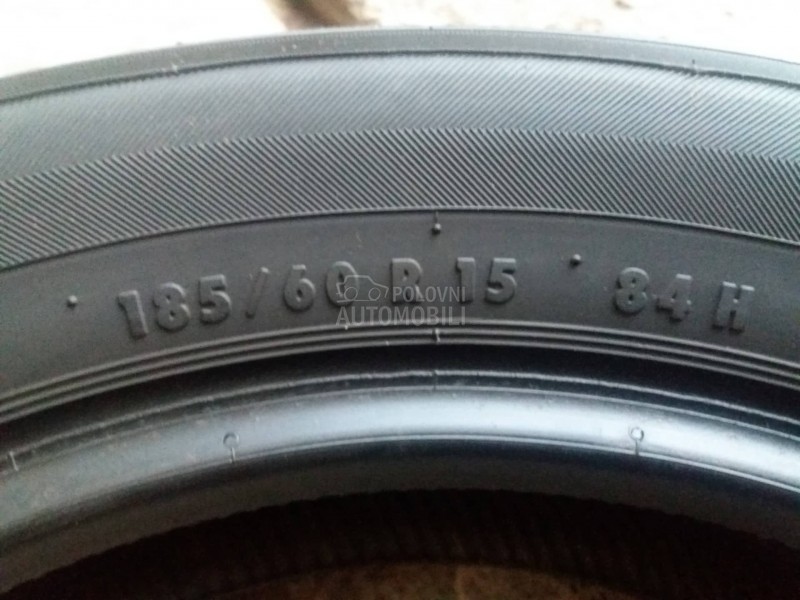 185/60 R 15 84 H
POLOVNI
AUTOMOBILI